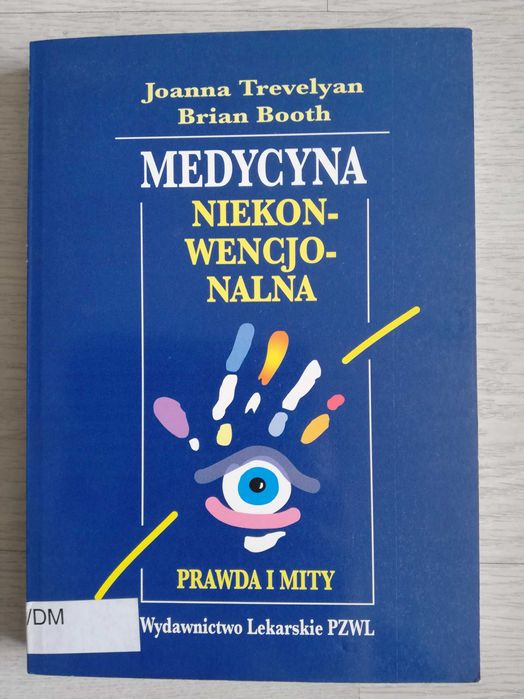 Joanna Trevelyan
Brian Booth
MEDYCYNA
NIEKON-
WENCJO-
NALNA
PRAWDA I MITY
/DM
Wydawnictwo Lekarskie PZWL